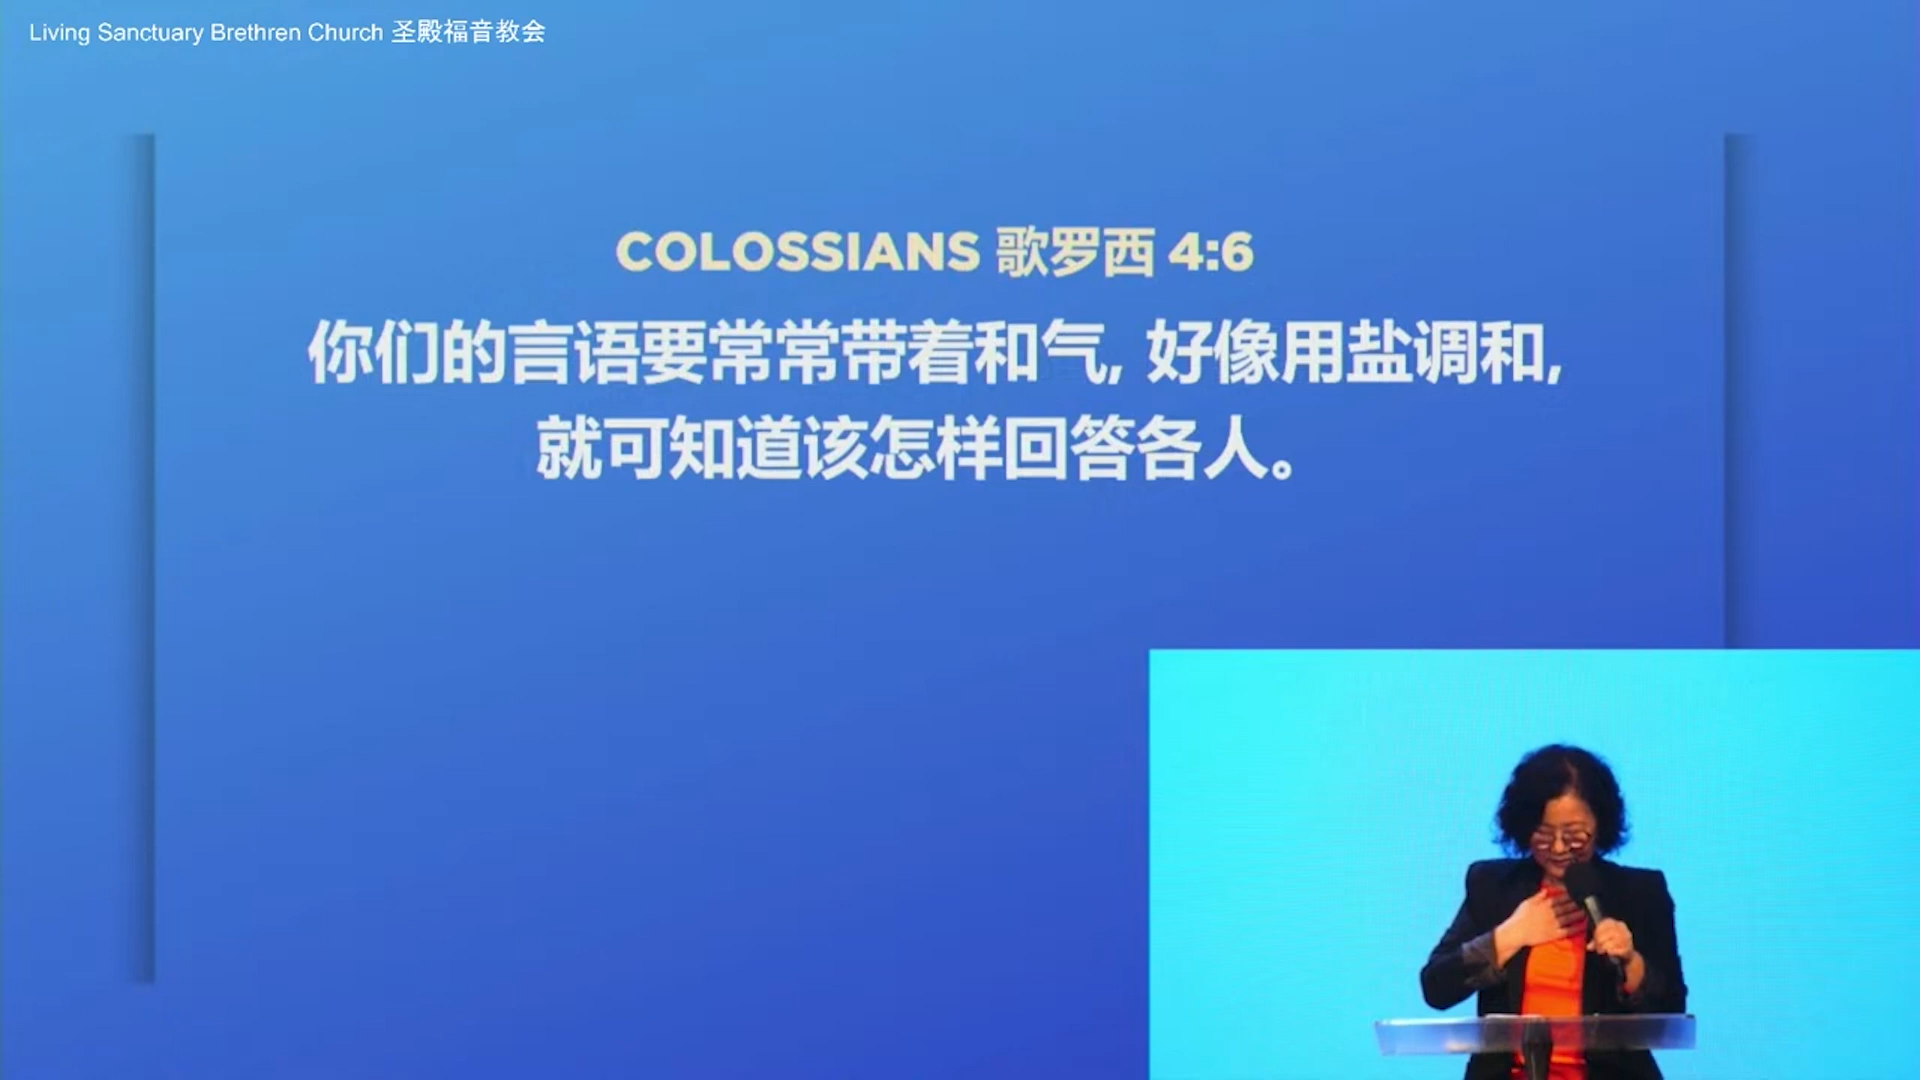 Living Sanctuary Brethren Church 圣殿福音教会
COLOSSIANS 歌罗西 4:6
你们的言语要常常带着和气, 好像用盐调和,
就可知道该怎样回答各人。